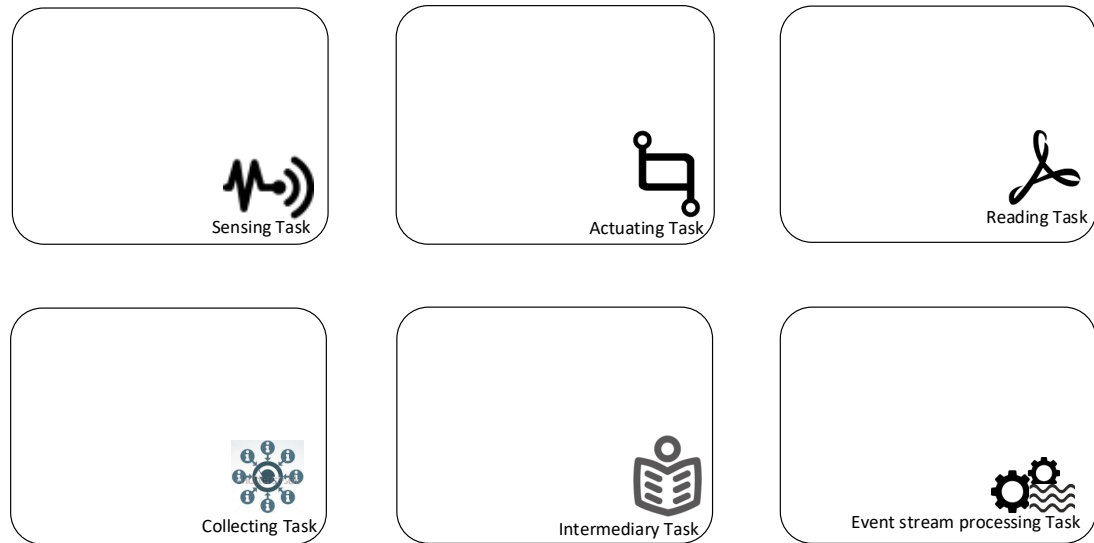 Sensing Task
Actuating Task
Reading Task
Collecting Task
Intermediary Task
Event stream processing Task